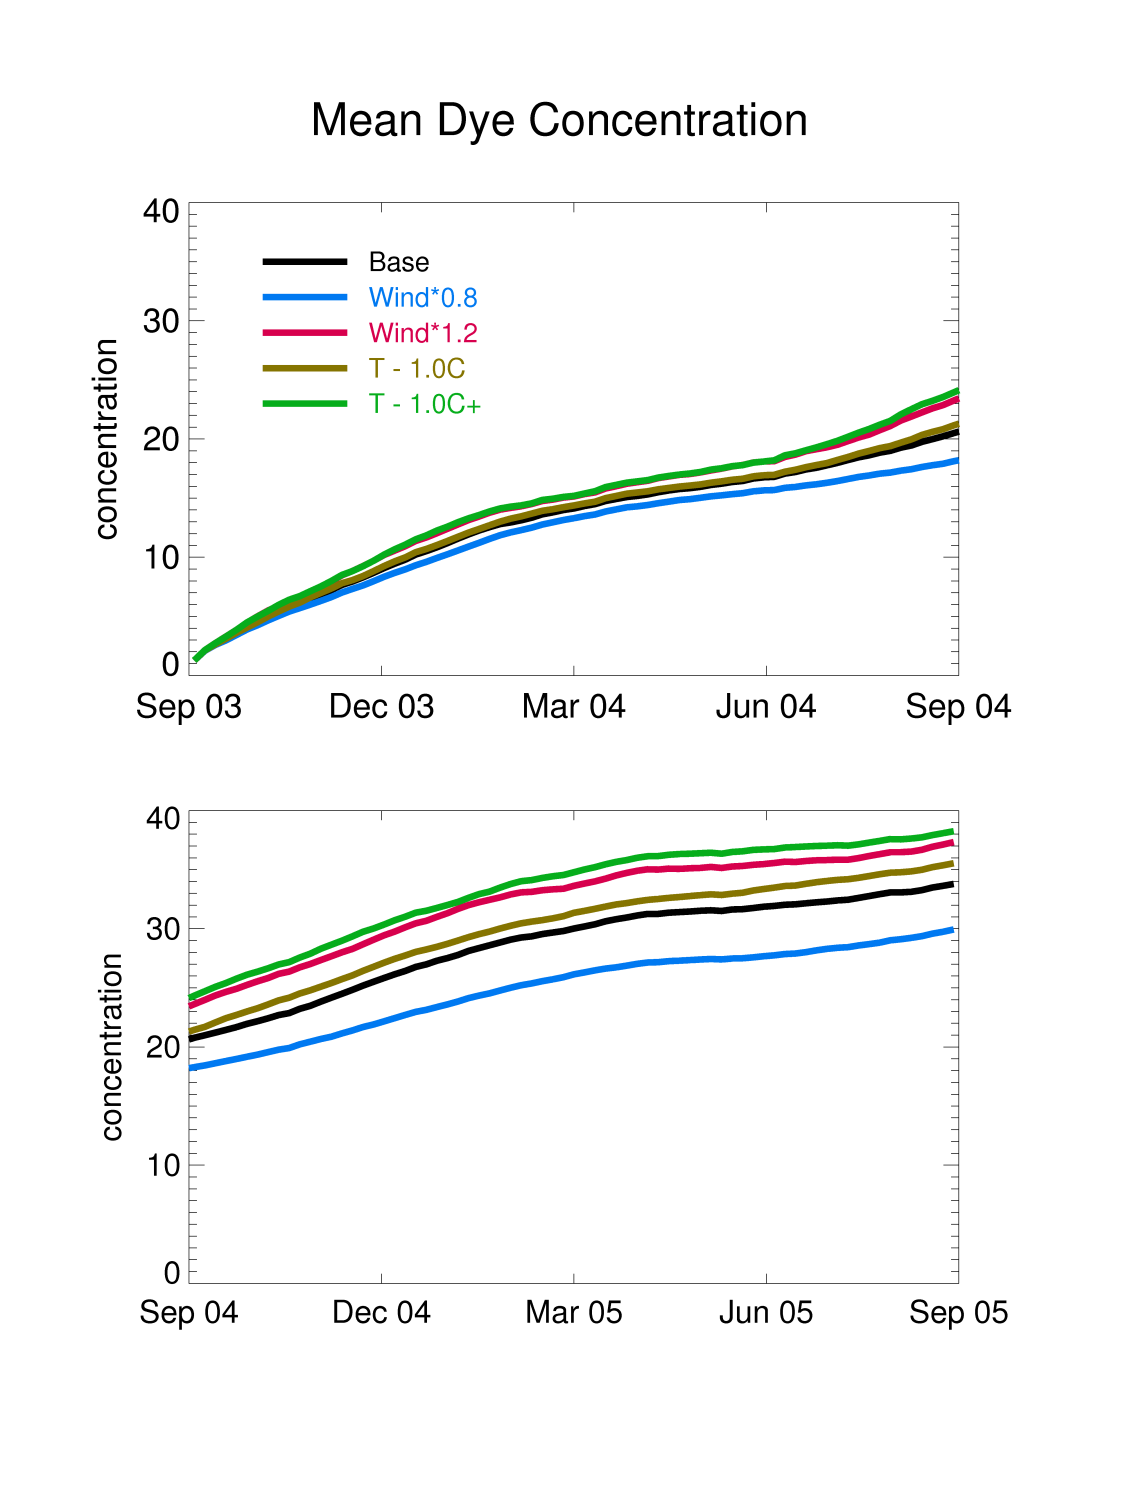 Mean Dye Concentration
40
30
20
10
0
concentration
Base
Wind*0.8
Wind*1.2
T - 1.0C
T - 1.0C+
Sep 03 Dec 03 Mar 04 Jun 04 Sep 04
40
30
20
10
0
concentration
Sep 04 Dec 04 Mar 05 Jun 05 Sep 05